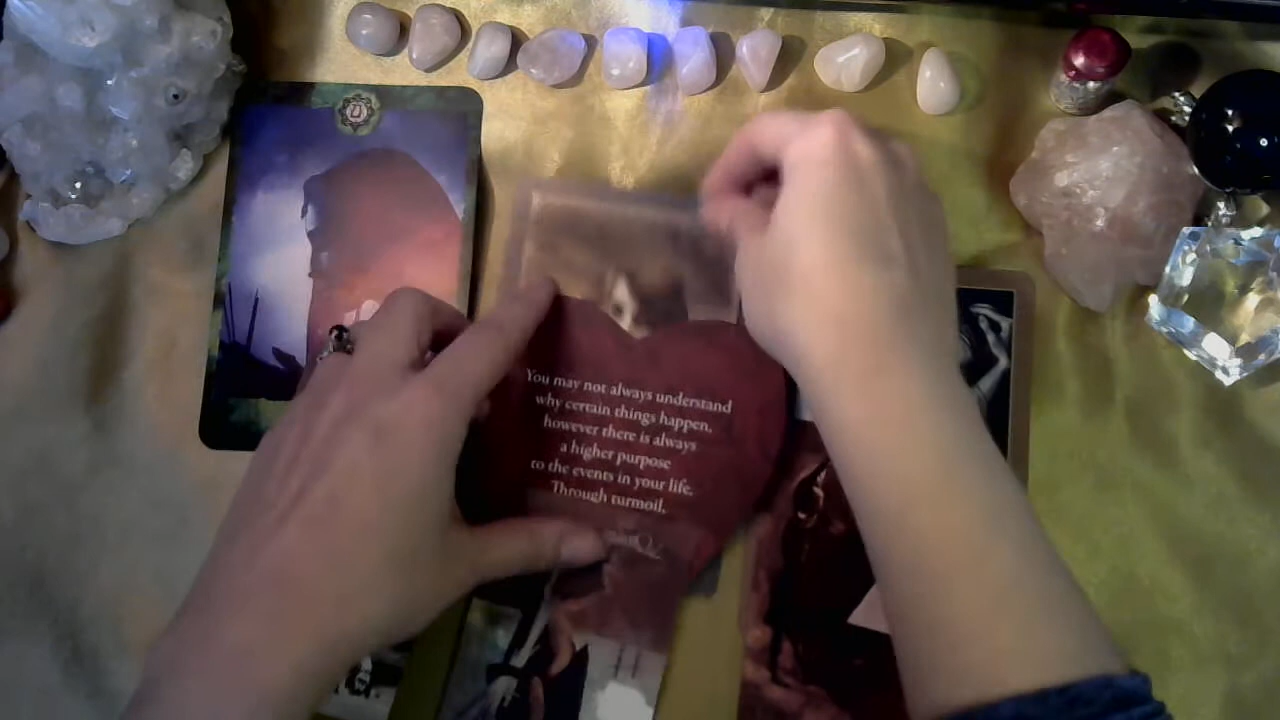 You may not always understand
why certain things happen,
however there is always
a higher purpose
to the events in your life.
Through turmoil,